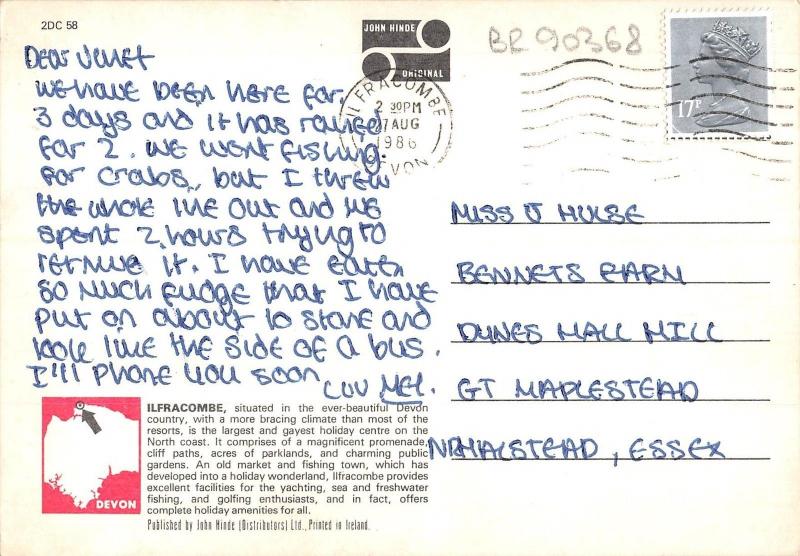 2DC 58
JOHN HINDE
ORIGINAL
BR 90368
ILFRACOMBE
2 30PM
27 AUG
1986
DEVON
17P
Dear Janet
We have been here for
3 days and it has rained
for 2. We went fishing
for crabs, but I threw
the whole line out and we
spent 2 hours trying to
retrieve it. I have eaten
so much fudge that I have
put on about 10 stone and
look like the side of a bus.
I'll phone you soon
Luv Mel.
MISS J HULSE
BENNETS FARM
DYNES HALL HILL
GT MAPLESTEAD
NR HALSTEAD, ESSEX
DEVON
ILFRACOMBE, situated in the ever-beautiful Devon
country, with a more bracing climate than most of the
resorts, is the largest and gayest holiday centre on the
North coast. It comprises of a magnificent promenade,
cliff paths, acres of parklands, and charming public
gardens. An old market and fishing town, which has
developed into a holiday wonderland, Ilfracombe provides
excellent facilities for the yachting, sea and freshwater
fishing, and golfing enthusiasts, and in fact, offers
complete holiday amenities for all.
Published by John Hinde (Distributors) Ltd., Printed in Ireland.